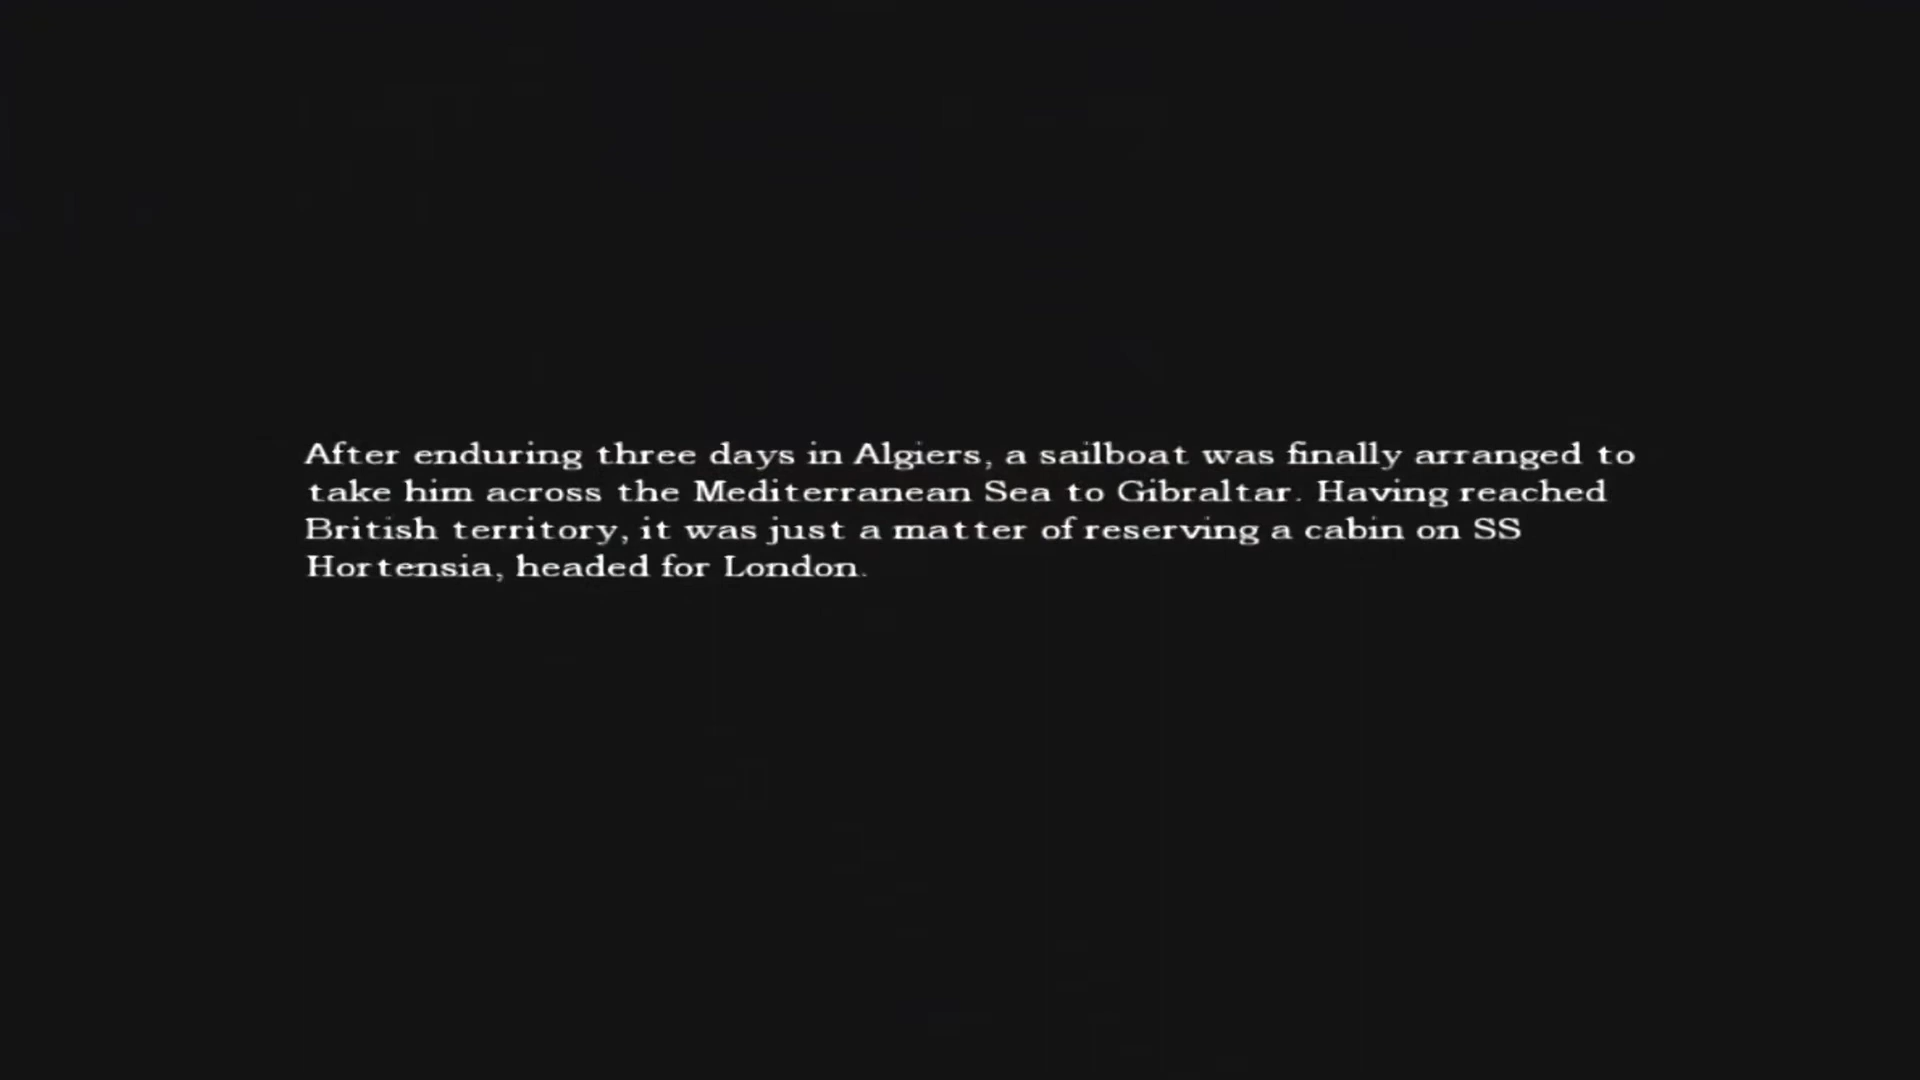 After enduring three days in Algiers, a sailboat was finally arranged to
take him across the Mediterranean Sea to Gibraltar. Having reached
British territory, it was just a matter of reserving a cabin on SS
Hortensia, headed for London.